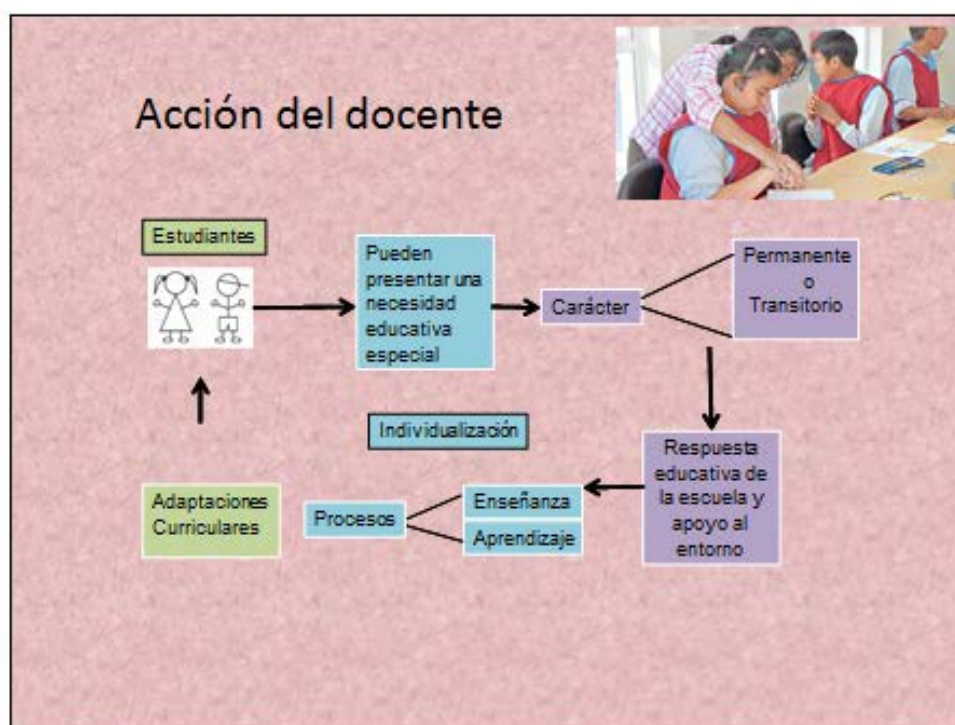 Acción del docente
Estudiantes
Pueden
presentar una
necesidad
educativa
especial
Carácter
Permanente
o
Transitorio
Individualización
Respuesta
educativa de
la escuela y
apoyo al
entorno
Enseñanza
Procesos
Aprendizaje
Adaptaciones
Curriculares